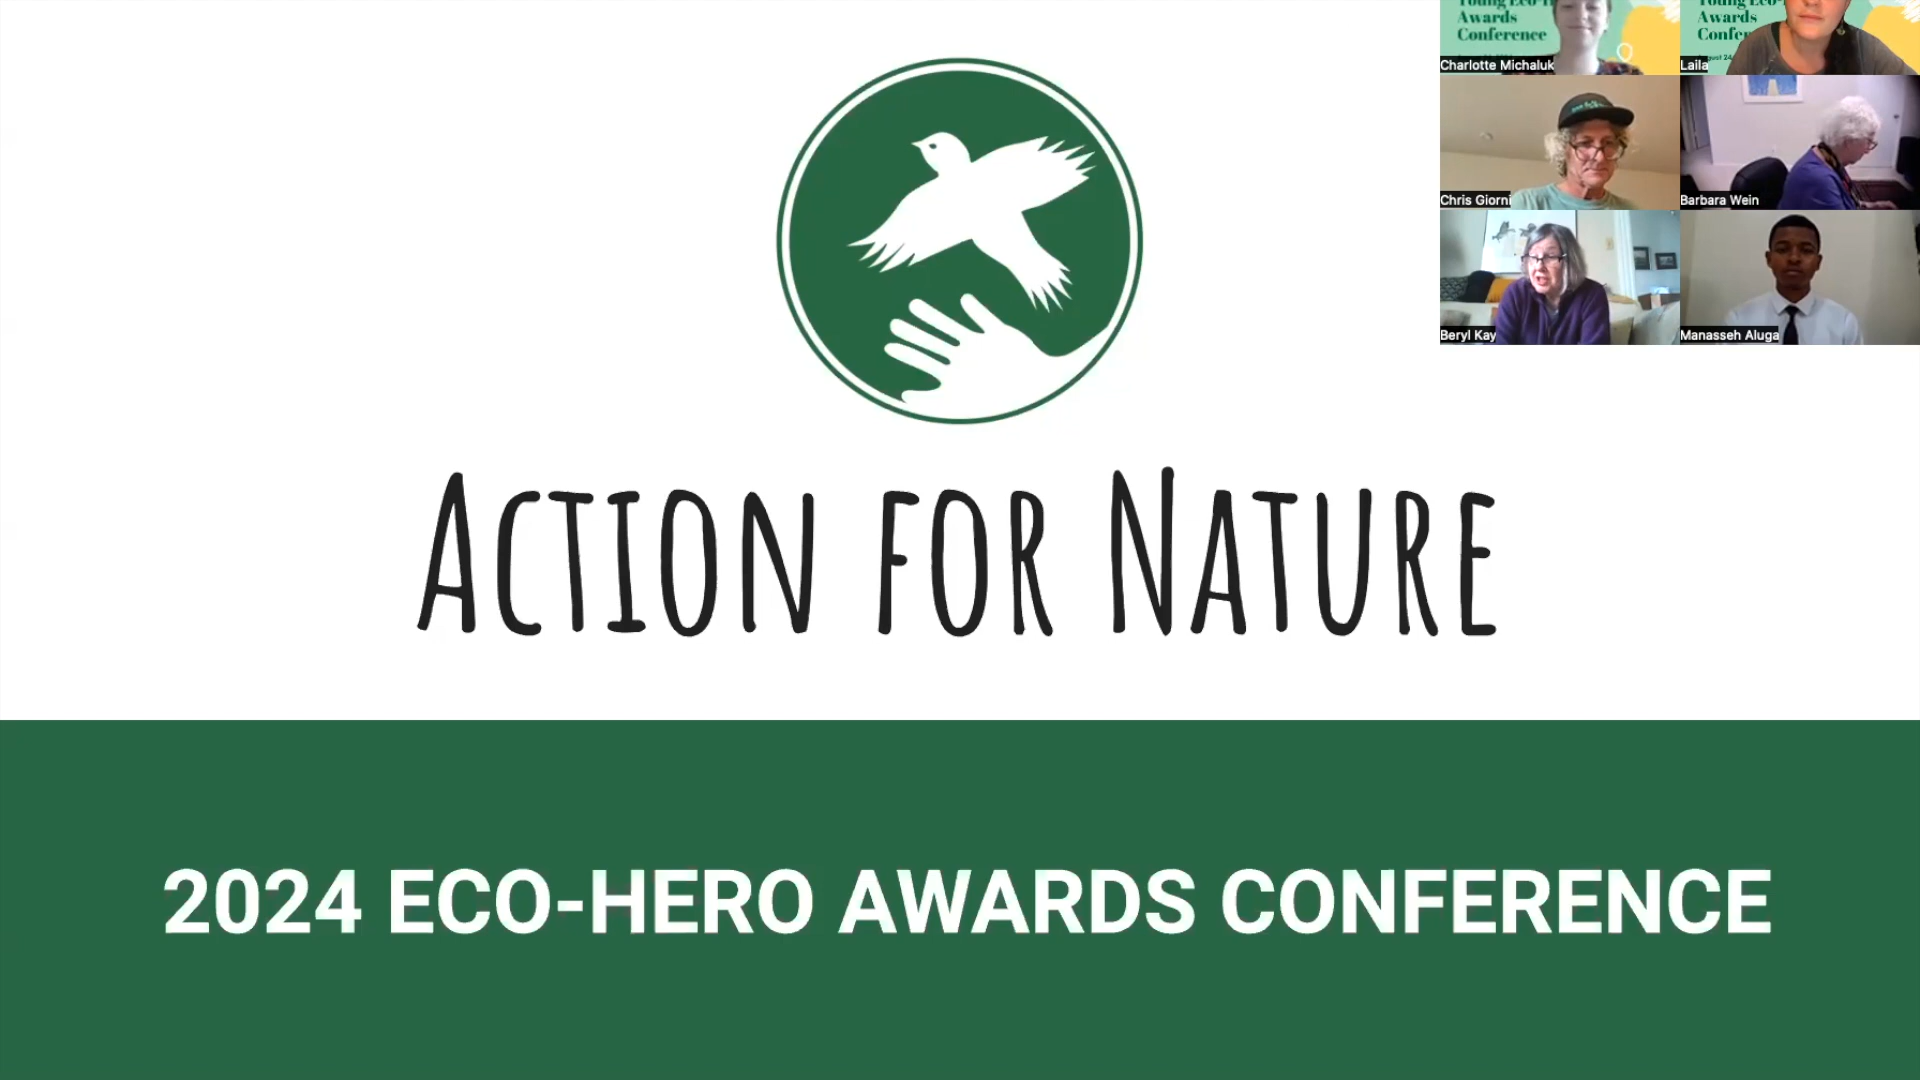 Awards
Conference
Charlotte Michaluk
Awards
Laila
Chris Giorni
Barbara Wein
Beryl Kay
Manasseh Aluga
ACTION FOR NATURE
2024 ECO-HERO AWARDS CONFERENCE